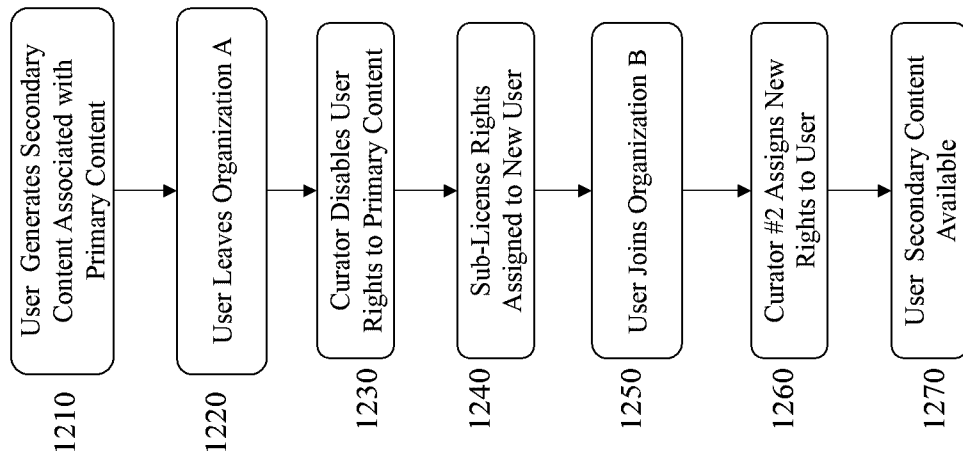 1210
User Generates Secondary
Content Associated with
Primary Content
1220
User Leaves Organization A
1230
Curator Disables User
Rights to Primary Content
1240
Sub-License Rights
Assigned to New User
1250
User Joins Organization B
1260
Curator #2 Assigns New
Rights to User
1270
User Secondary Content
Available